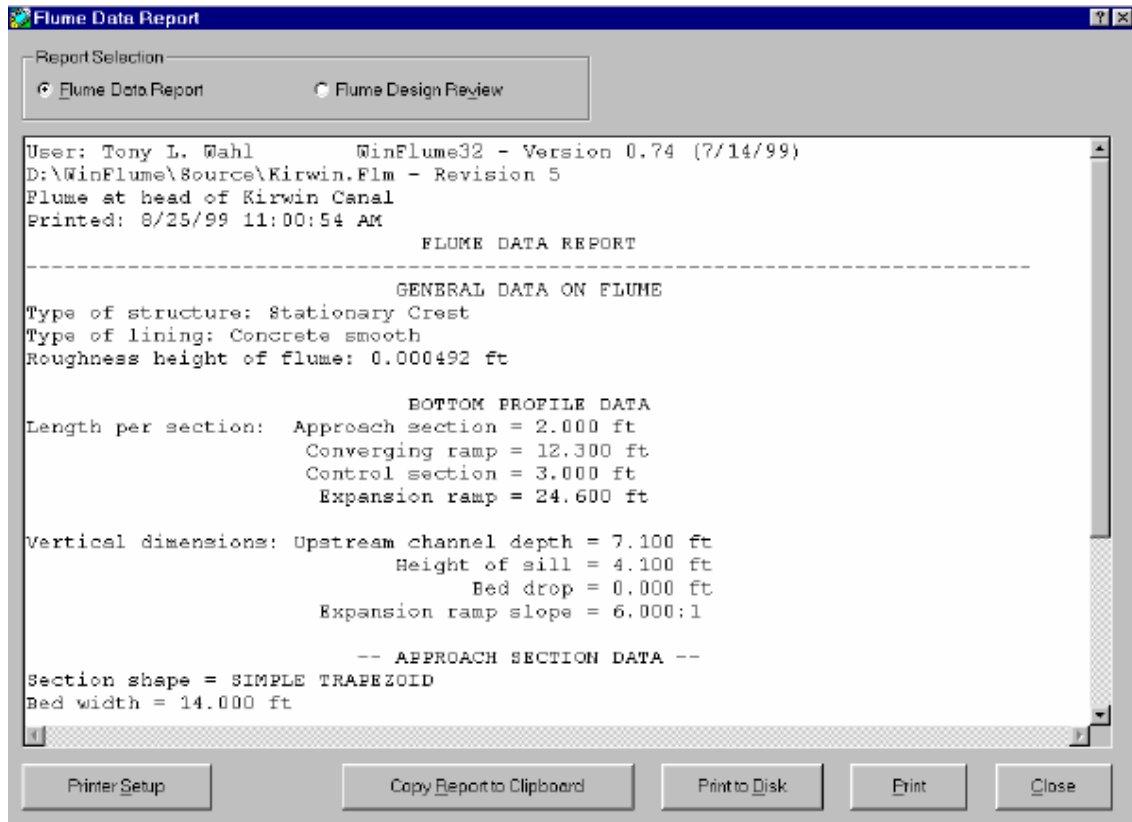 Flume Data Report
Report Selection
Flume Data Report Flume Design Review
User: Tony L. Wahl WinFlume32 - Version 0.74 (7/14/99)
D:\WinFlume\Source\Kirwin.Flm - Revision 5
Flume at head of Kirwin Canal
Printed: 8/25/99 11:00:54 AM
FLUME DATA REPORT
-------------------------------------------------------------------------------
GENERAL DATA ON FLUME
Type of structure: Stationary Crest
Type of lining: Concrete smooth
Roughness height of flume: 0.000492 ft
BOTTOM PROFILE DATA
Length per section: Approach section = 2.000 ft
Converging ramp = 12.300 ft
Control section = 3.000 ft
Expansion ramp = 24.600 ft
Vertical dimensions: Upstream channel depth = 7.100 ft
Height of sill = 4.100 ft
Bed drop = 0.000 ft
Expansion ramp slope = 6.000:1
-- APPROACH SECTION DATA --
Section shape = SIMPLE TRAPEZOID
Bed width = 14.000 ft
Printer Setup Copy Report to Clipboard Print to Disk Print Close